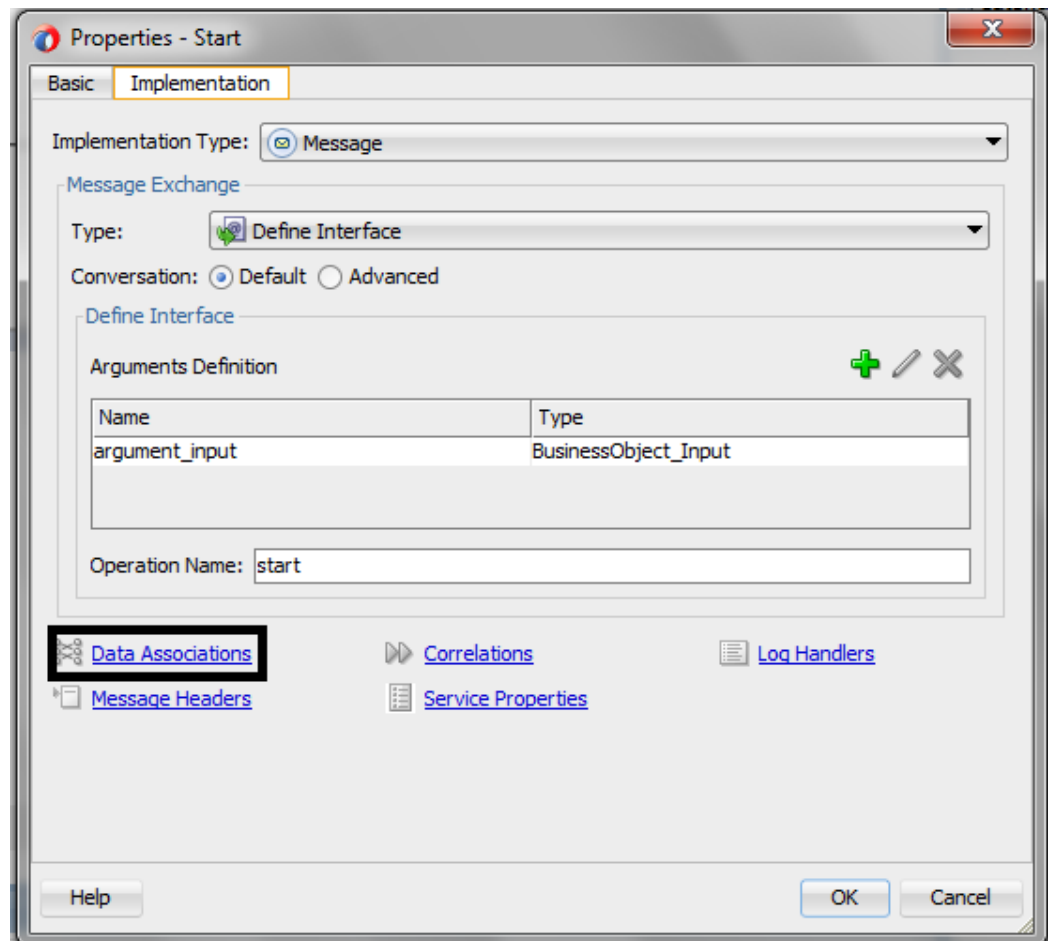 Properties - Start
Basic Implementation
Implementation Type: Message
Message Exchange
Type: Define Interface
Conversation: Default Advanced
Define Interface
Arguments Definition
Name Type
argument_input BusinessObject_Input
Operation Name: start
Data Associations Correlations Log Handlers
Message Headers Service Properties
Help OK Cancel